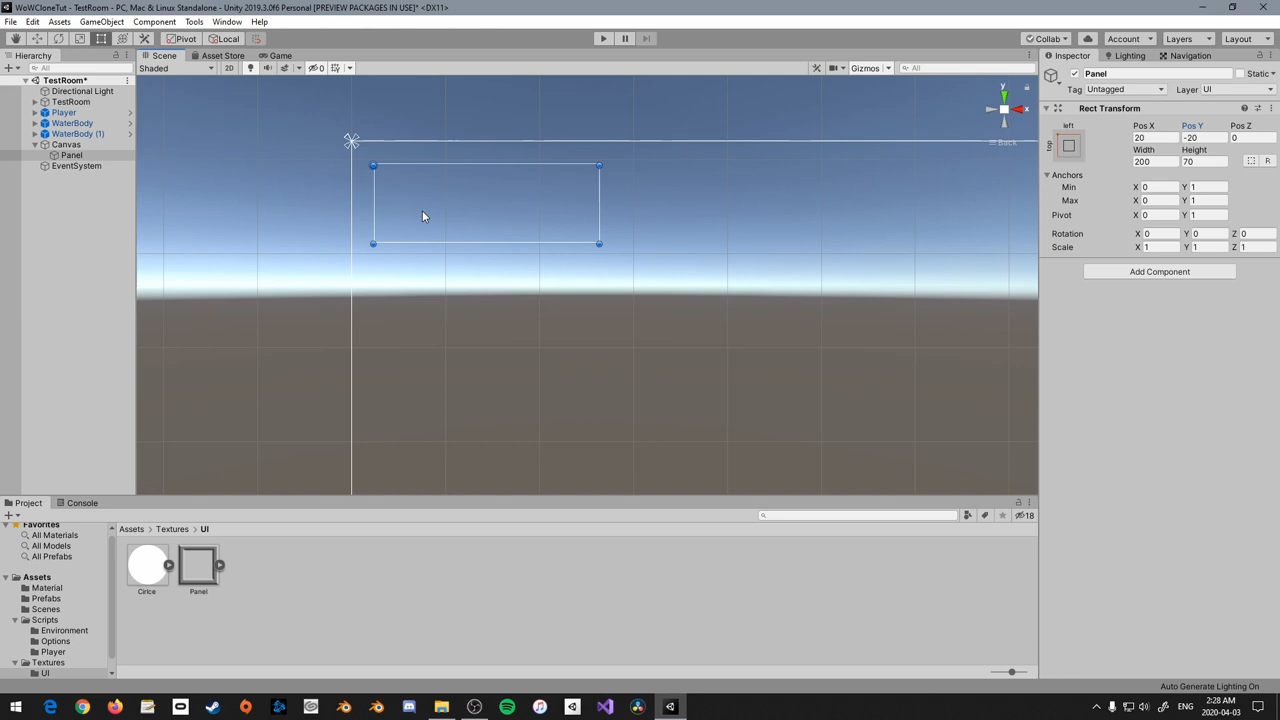 WoWCloneTut - TestRoom - PC, Mac & Linux Standalone - Unity 2019.3.0f6 Personal [PREVIEW PACKAGES IN USE]* <DX11>
File Edit Assets GameObject Component Tools Window Help
Pivot Local Collab Account Layers Layout
Hierarchy
All
TestRoom*
Directional Light
TestRoom
Player
WaterBody
WaterBody (1)
Canvas
Panel
EventSystem
Scene Asset Store Game
Shaded 2D 0 Gizmos All
y
x
Back
Inspector Lighting Navigation
Panel Static
Tag Untagged Layer UI
Rect Transform
left Pos X Pos Y Pos Z
top 20 -20 0
Width Height
200 70 R
Anchors
Min X 0 Y 1
Max X 0 Y 1
Pivot X 0 Y 1
Rotation X 0 Y 0 Z 0
Scale X 1 Y 1 Z 1
Add Component
Project Console
18
Favorites
All Materials
All Models
All Prefabs
Assets
Material
Prefabs
Scenes
Scripts
Environment
Options
Player
Textures
UI
Assets Textures UI
Cirlce Panel
Auto Generate Lighting On
2:28 AM
2020-04-03